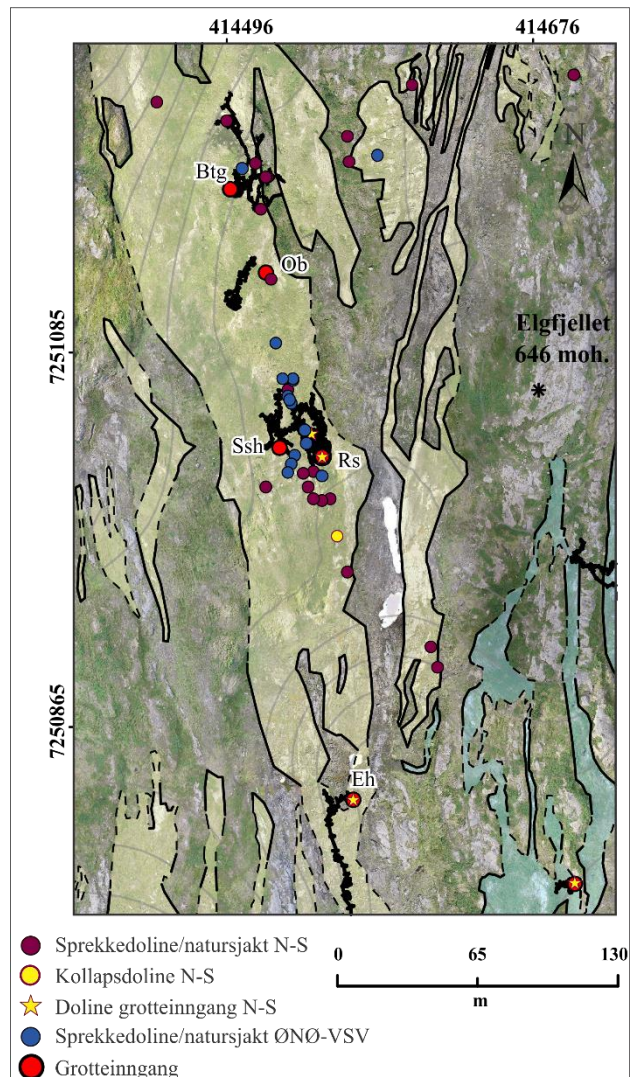 414496 414676
N
Btg
Ob
Elgfjellet
646 moh.
7251085
Ssh
Rs
7250865
Eh
Sprekkedoline/natursjakt N-S
Kollapsdoline N-S
Doline grotteinngang N-S
Sprekkedoline/natursjakt ØNØ-VSV
Grotteinngang
0 65 130
m